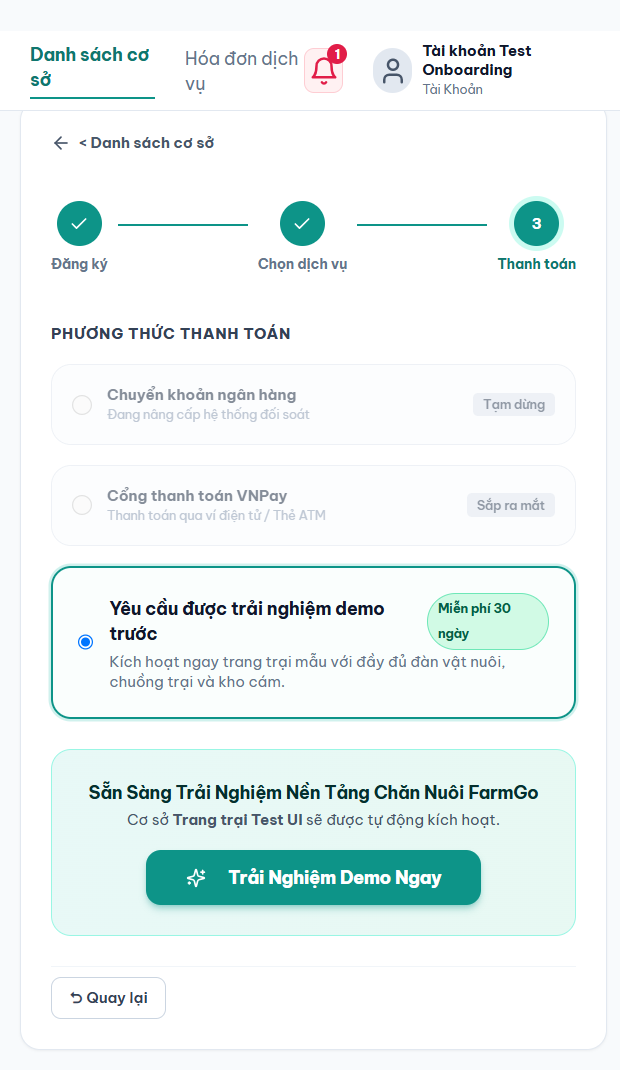 Danh sách cơ sở
Hóa đơn dịch vụ
1
Tài khoản Test Onboarding
Tài Khoản
< Danh sách cơ sở
Đăng ký
Chọn dịch vụ
3
Thanh toán
PHƯƠNG THỨC THANH TOÁN
Chuyển khoản ngân hàng
Đang nâng cấp hệ thống đối soát
Tạm dừng
Cổng thanh toán VNPay
Thanh toán qua ví điện tử / Thẻ ATM
Sắp ra mắt
Yêu cầu được trải nghiệm demo
trước
Miễn phí 30
ngày
Kích hoạt ngay trang trại mẫu với đầy đủ đàn vật nuôi,
chuồng trại và kho cám.
Sẵn Sàng Trải Nghiệm Nền Tảng Chăn Nuôi FarmGo
Cơ sở Trang trại Test UI sẽ được tự động kích hoạt.
Trải Nghiệm Demo Ngay
⮌ Quay lại